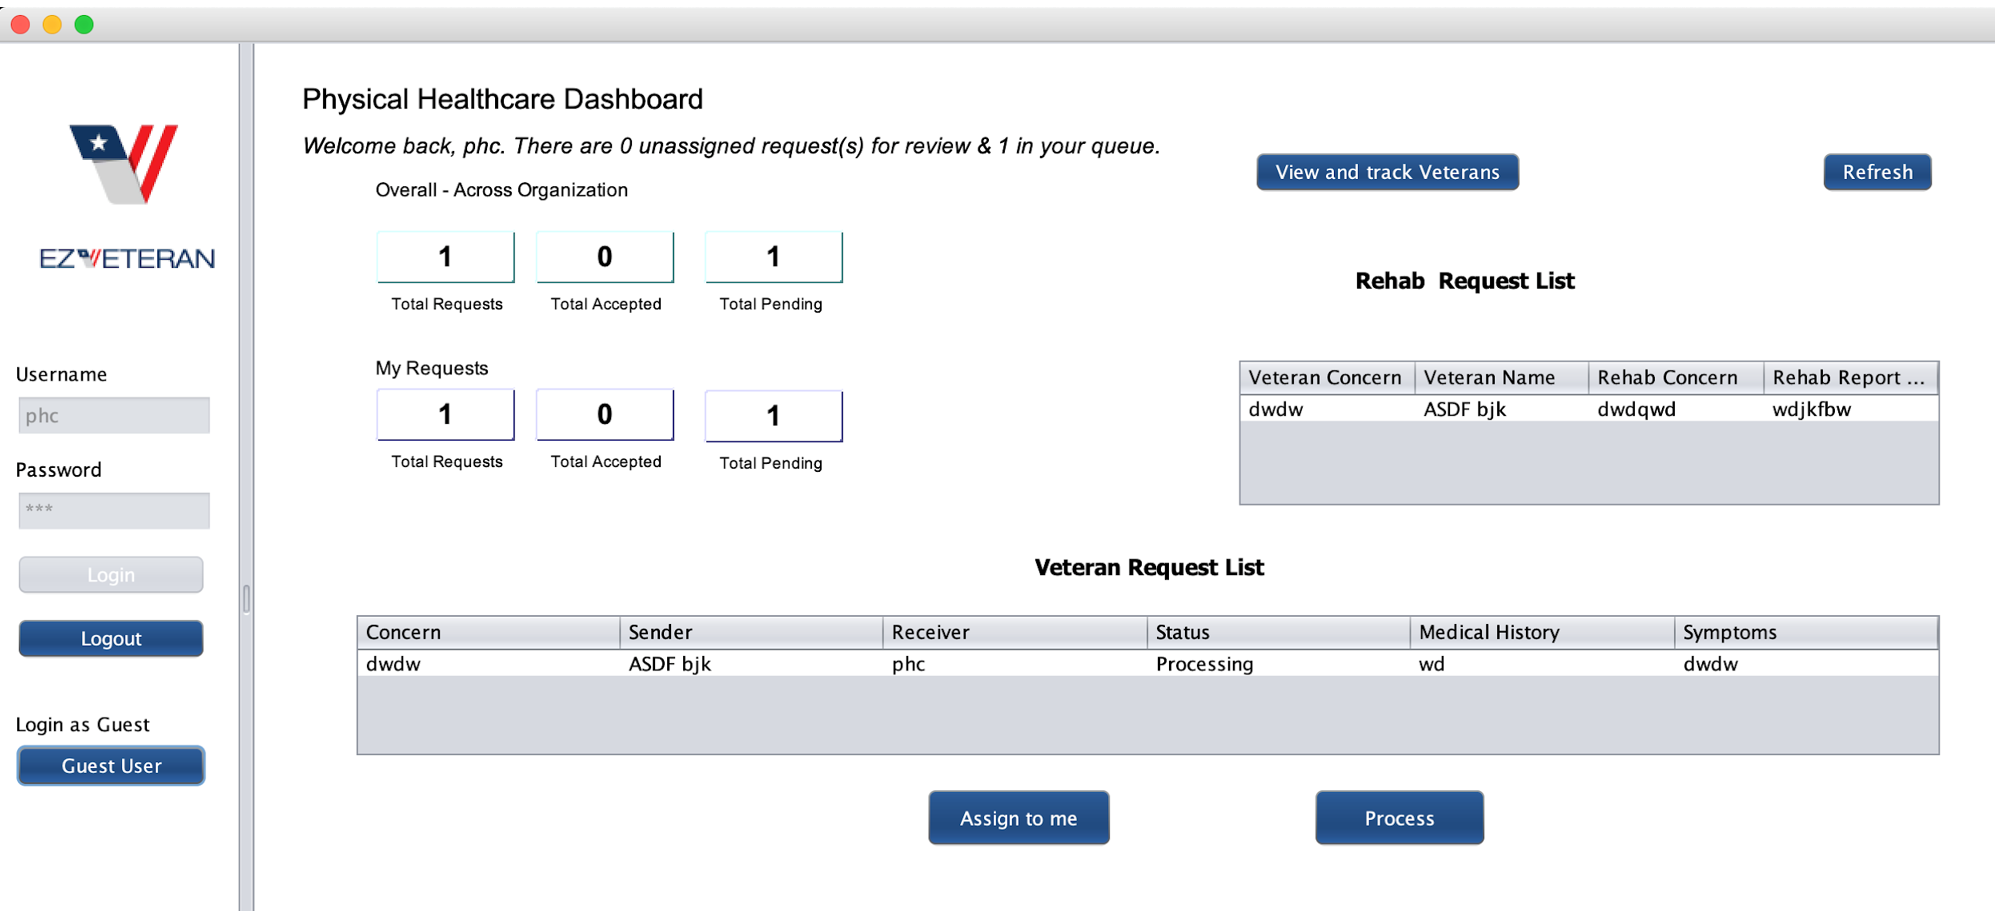 EZVETERAN
Username
phc
Password
***
Login
Logout
Login as Guest
Guest User
Physical Healthcare Dashboard
Welcome back, phc. There are 0 unassigned request(s) for review & 1 in your queue.
View and track Veterans
Refresh
Overall - Across Organization
1 0 1
Total Requests Total Accepted Total Pending
My Requests
1 0 1
Total Requests Total Accepted Total Pending
Rehab Request List
Veteran Concern Veteran Name Rehab Concern Rehab Report ...
dwdw ASDF bjk dwdqwd wdjkfbw
Veteran Request List
Concern Sender Receiver Status Medical History Symptoms
dwdw ASDF bjk phc Processing wd dwdw
Assign to me
Process